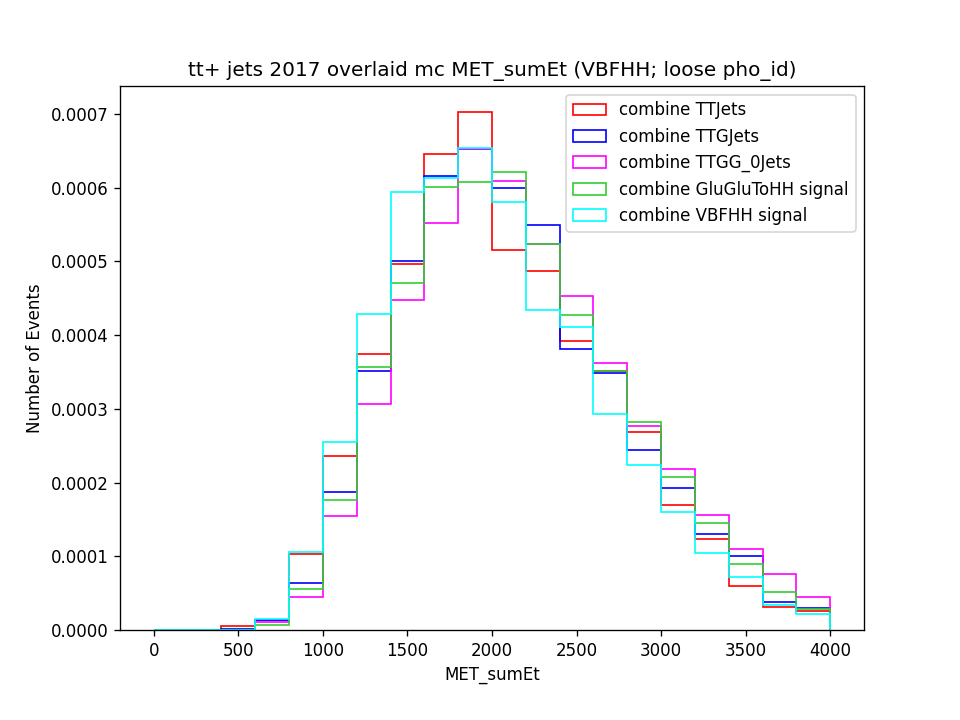 tt+ jets 2017 overlaid mc MET_sumEt (VBFHH; loose pho_id)
combine TTJets
combine TTGJets
combine TTGG_0Jets
combine GluGluToHH signal
combine VBFHH signal
Number of Events
0.0007
0.0006
0.0005
0.0004
0.0003
0.0002
0.0001
0.0000
0 500 1000 1500 2000 2500 3000 3500 4000
MET_sumEt